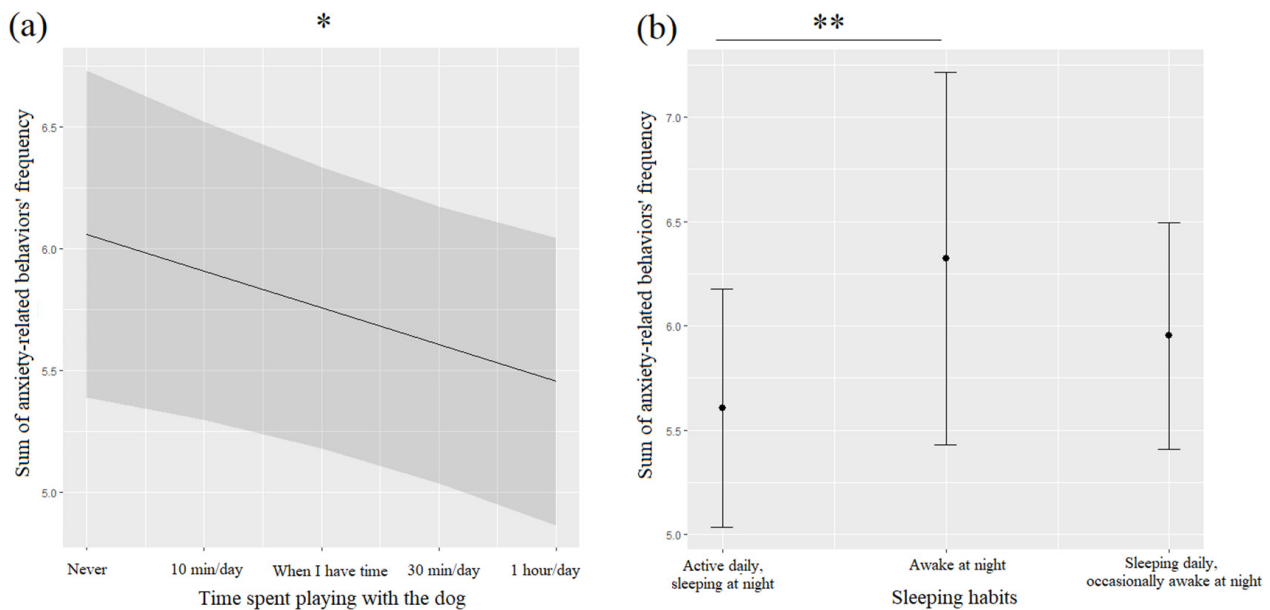 (a)
*
Sum of anxiety-related behaviors' frequency
6.5
6.0
5.5
5.0
Never
10 min/day
When I have time
30 min/day
1 hour/day
Time spent playing with the dog
(b)
**
Sum of anxiety-related behaviors' frequency
7.0
6.5
6.0
5.5
5.0
Active daily,
sleeping at night
Awake at night
Sleeping daily,
occasionally awake at night
Sleeping habits